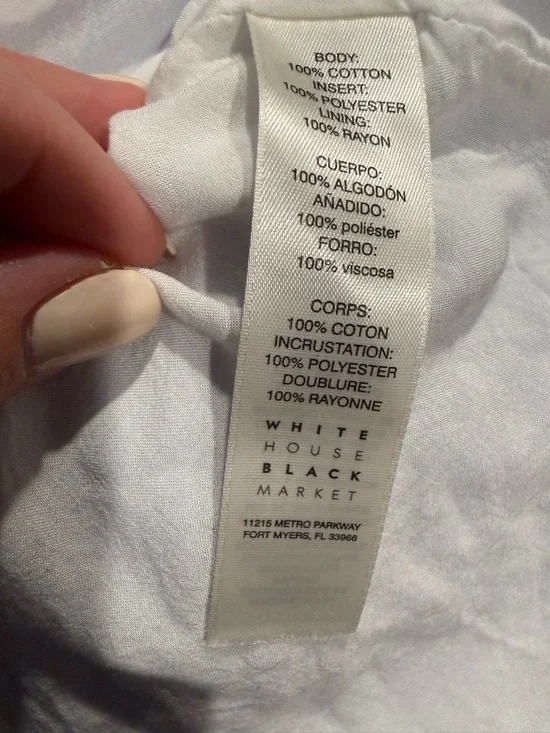 BODY:
100% COTTON
INSERT:
100% POLYESTER
LINING:
100% RAYON
CUERPO:
100% ALGODÓN
AÑADIDO:
100% poliéster
FORRO:
100% viscosa
CORPS:
100% COTON
INCRUSTATION:
100% POLYESTER
DOUBLURE:
100% RAYONNE
WHITE
HOUSE
BLACK
MARKET
11215 METRO PARKWAY
FORT MYERS, FL 33966